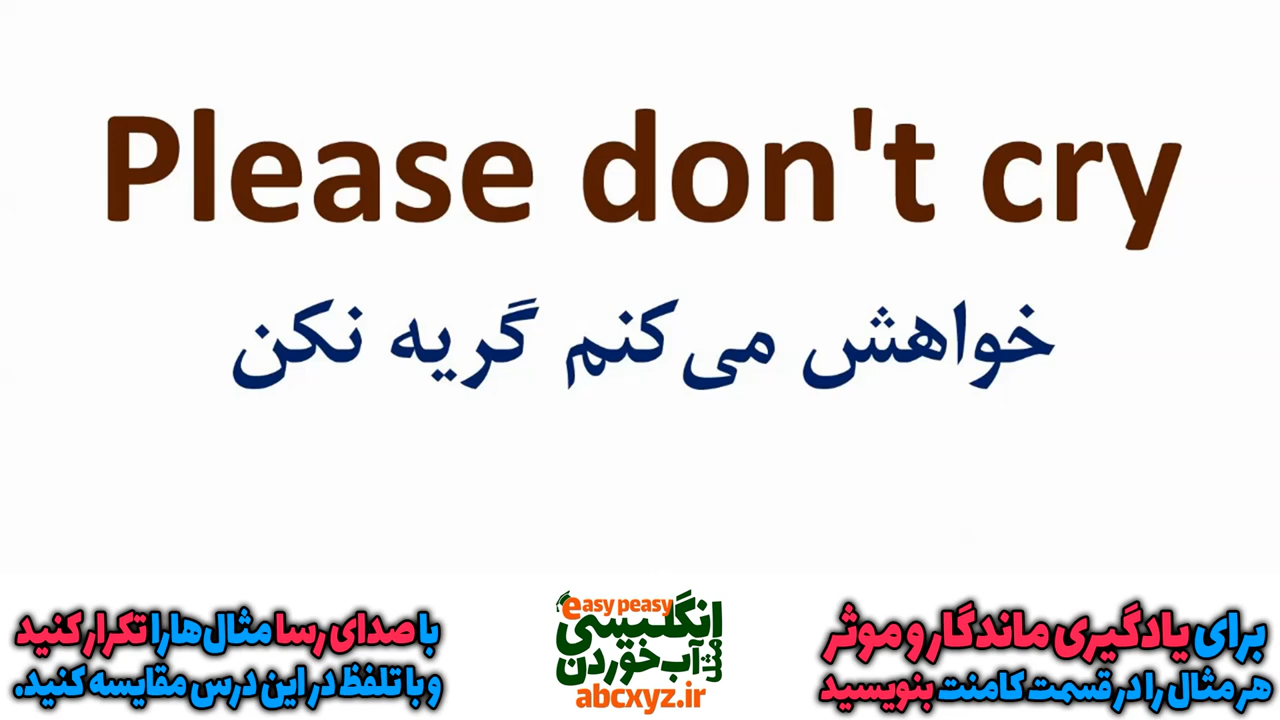 Please don't cry
خواهش می‌کنم گریه نکن
برای یادگیری ماندگار و موثر
هر مثال را در قسمت کامنت بنویسید
easy peasy
انگلیسی
مثل آب خوردن
abcxyz.ir
با صدای رسا مثال‌ها را تکرار کنید
و با تلفظ در این درس مقایسه کنید.